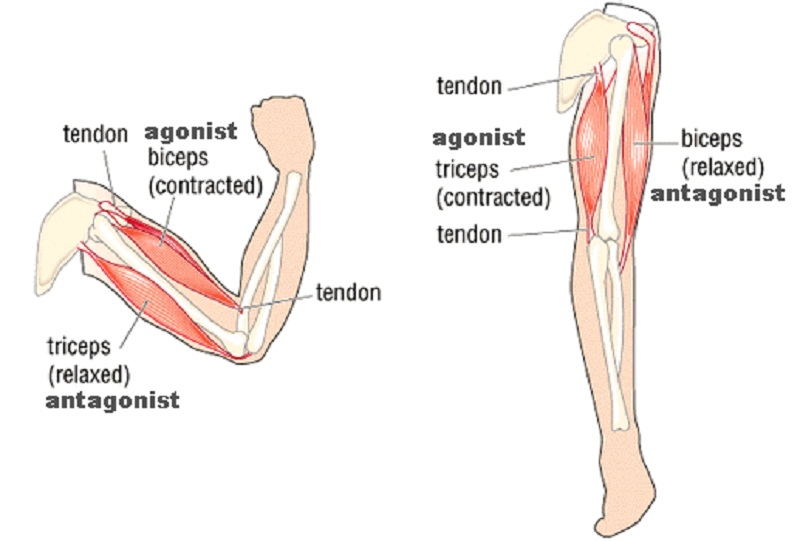 tendon
agonist
biceps
(contracted)
tendon
triceps
(relaxed)
antagonist
tendon
agonist
triceps
(contracted)
tendon
biceps
(relaxed)
antagonist